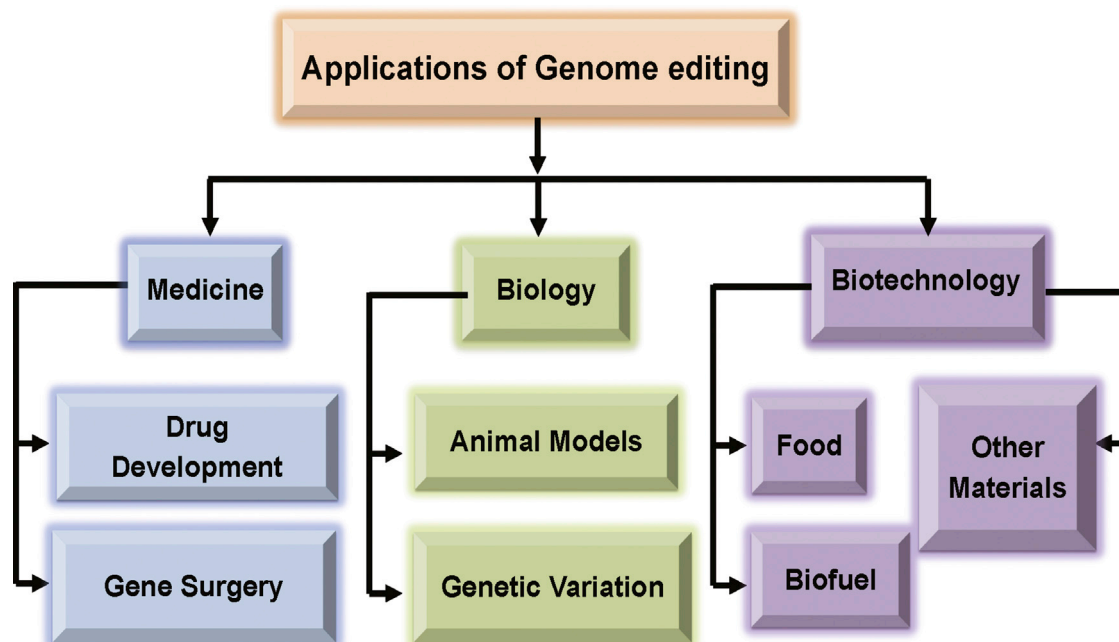 Applications of Genome editing
Medicine
Biology
Biotechnology
Drug
Development
Gene Surgery
Animal Models
Genetic Variation
Food
Biofuel
Other
Materials